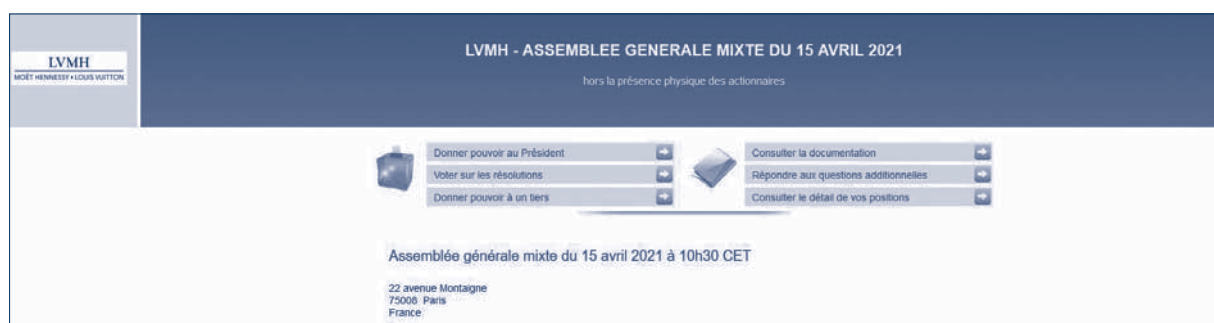 LVMH
MOËT HENNESSY • LOUIS VUITTON
LVMH - ASSEMBLEE GENERALE MIXTE DU 15 AVRIL 2021
hors la présence physique des actionnaires
Donner pouvoir au Président
Voter sur les résolutions
Donner pouvoir à un tiers
Consulter la documentation
Répondre aux questions additionnelles
Consulter le détail de vos positions
Assemblée générale mixte du 15 avril 2021 à 10h30 CET
22 avenue Montaigne
75008 Paris
France